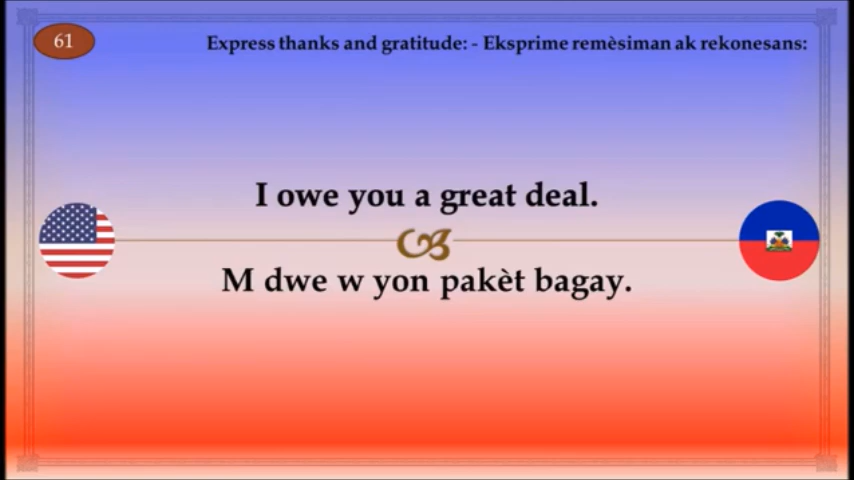 61
Express thanks and gratitude: - Eksprime remèsiman ak rekonesans:
I owe you a great deal.
M dwe w yon pakèt bagay.